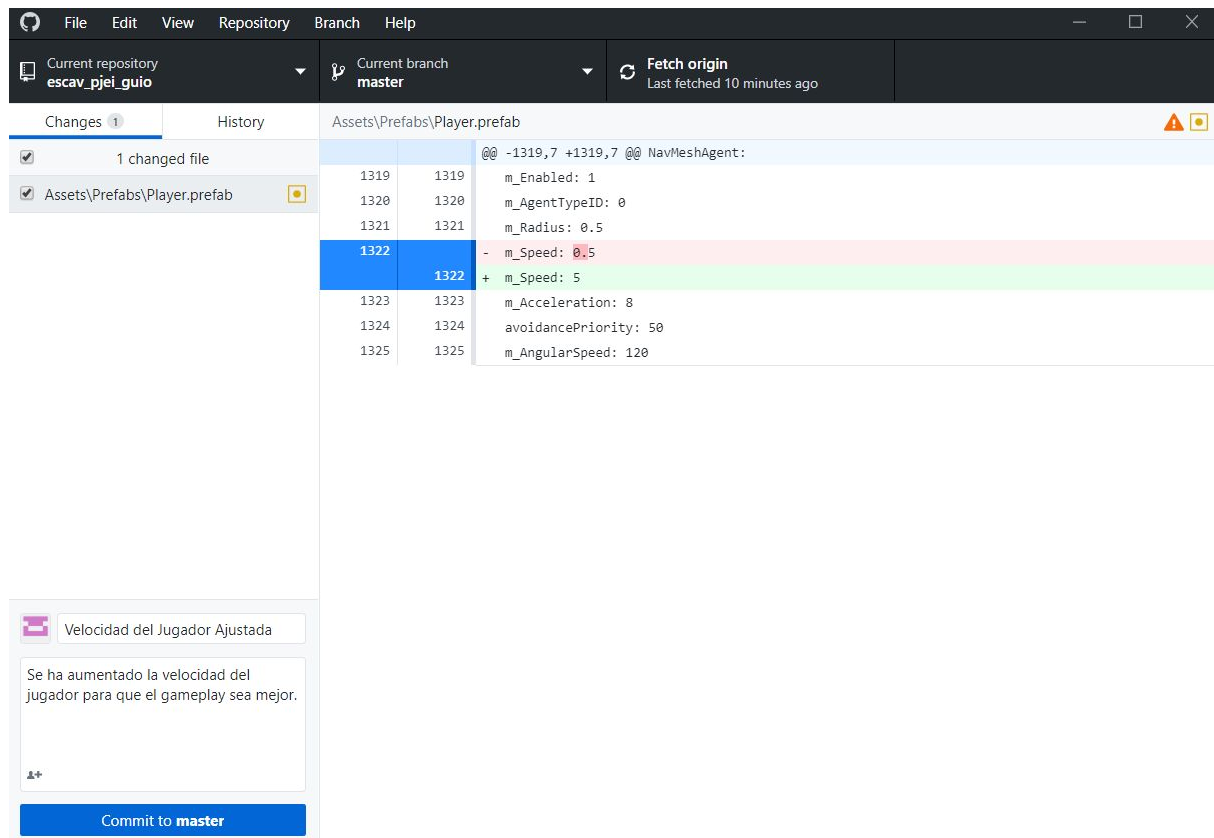 File Edit View Repository Branch Help
Current repository
escav_pjei_guio
Current branch
master
Fetch origin
Last fetched 10 minutes ago
Changes 1
History
1 changed file
Assets\Prefabs\Player.prefab
Assets\Prefabs\Player.prefab
@@ -1319,7 +1319,7 @@ NavMeshAgent:
1319 1319 m_Enabled: 1
1320 1320 m_AgentTypeID: 0
1321 1321 m_Radius: 0.5
1322 - m_Speed: 0.5
1322 + m_Speed: 5
1323 1323 m_Acceleration: 8
1324 1324 avoidancePriority: 50
1325 1325 m_AngularSpeed: 120
Velocidad del Jugador Ajustada
Se ha aumentado la velocidad del
jugador para que el gameplay sea mejor.
Commit to master